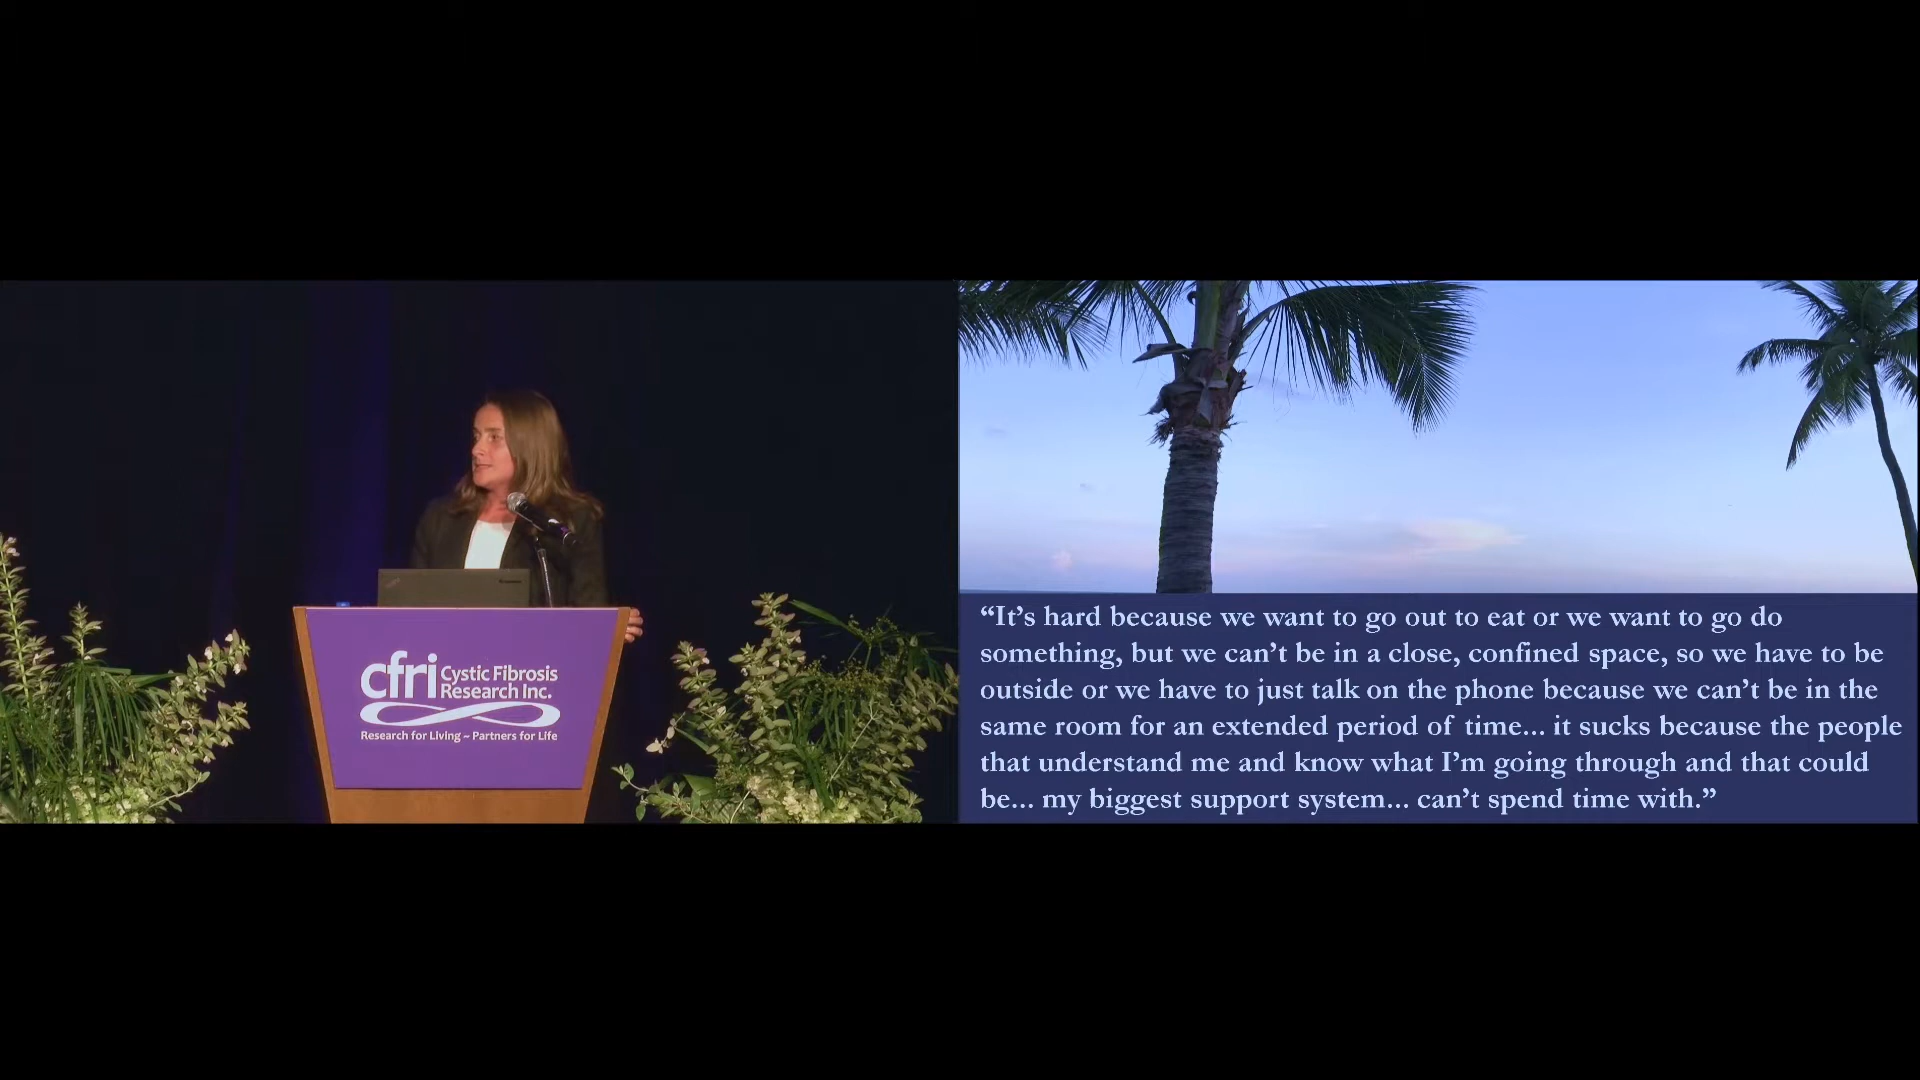 cfri Cystic Fibrosis
Research Inc.
Research for Living ~ Partners for Life
“It’s hard because we want to go out to eat or we want to go do
something, but we can’t be in a close, confined space, so we have to be
outside or we have to just talk on the phone because we can’t be in the
same room for an extended period of time... it sucks because the people
that understand me and know what I’m going through and that could
be... my biggest support system... can’t spend time with.”